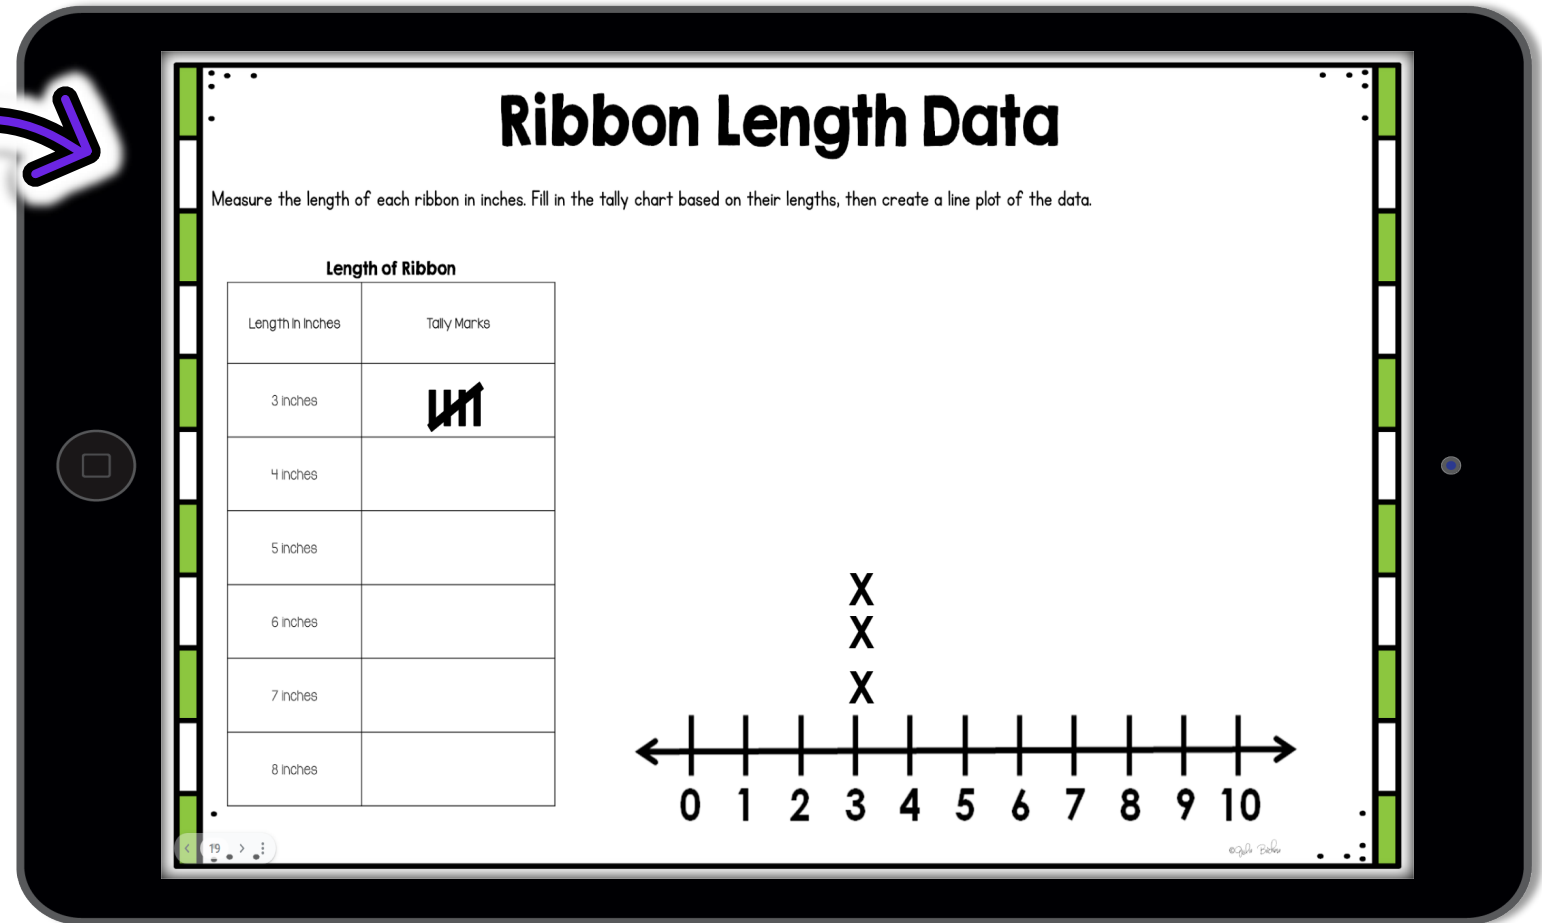 Ribbon Length Data
Measure the length of each ribbon in inches. Fill in the tally chart based on their lengths, then create a line plot of the data.
Length of Ribbon
Length in Inches Tally Marks
3 inches
4 inches
5 inches
6 inches
7 inches
8 inches
X
X
X
0 1 2 3 4 5 6 7 8 9 10
19